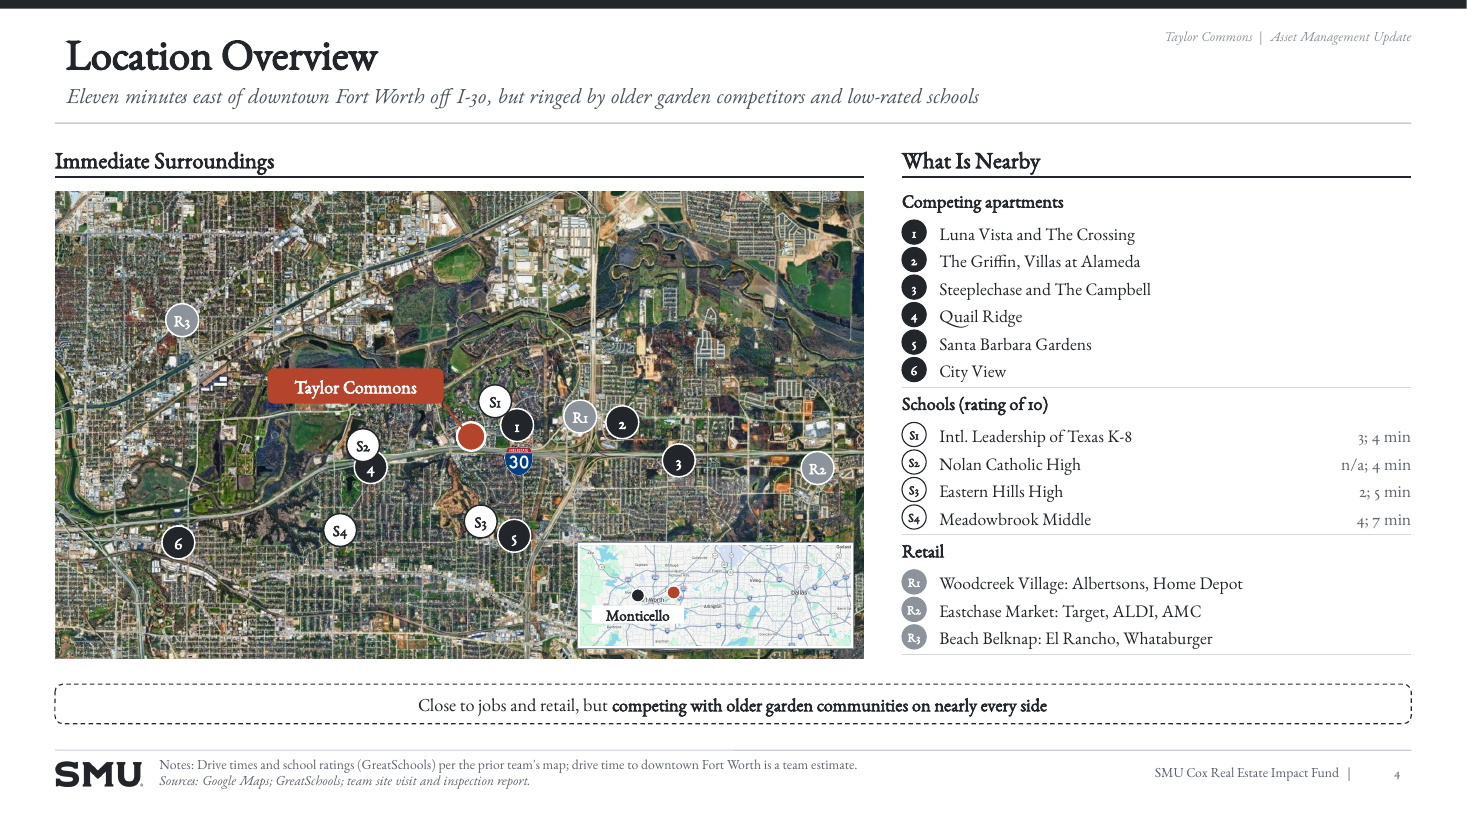 Taylor Commons | Asset Management Update
Location Overview
Eleven minutes east of downtown Fort Worth off I-30, but ringed by older garden competitors and low-rated schools
Immediate Surroundings
R3
Taylor Commons
S1
1
R1
2
S2
4
30
3
R2
S3
5
S4
6
Irving
Dallas
Arlington
Garland
Monticello
What Is Nearby
Competing apartments
1 Luna Vista and The Crossing
2 The Griffin, Villas at Alameda
3 Steeplechase and The Campbell
4 Quail Ridge
5 Santa Barbara Gardens
6 City View
Schools (rating of 10)
S1 Intl. Leadership of Texas K-8 3; 4 min
S2 Nolan Catholic High n/a; 4 min
S3 Eastern Hills High 2; 5 min
S4 Meadowbrook Middle 4; 7 min
Retail
R1 Woodcreek Village: Albertsons, Home Depot
R2 Eastchase Market: Target, ALDI, AMC
R3 Beach Belknap: El Rancho, Whataburger
Close to jobs and retail, but competing with older garden communities on nearly every side
SMU
Notes: Drive times and school ratings (GreatSchools) per the prior team's map; drive time to downtown Fort Worth is a team estimate.
Sources: Google Maps; GreatSchools; team site visit and inspection report.
SMU Cox Real Estate Impact Fund | 4